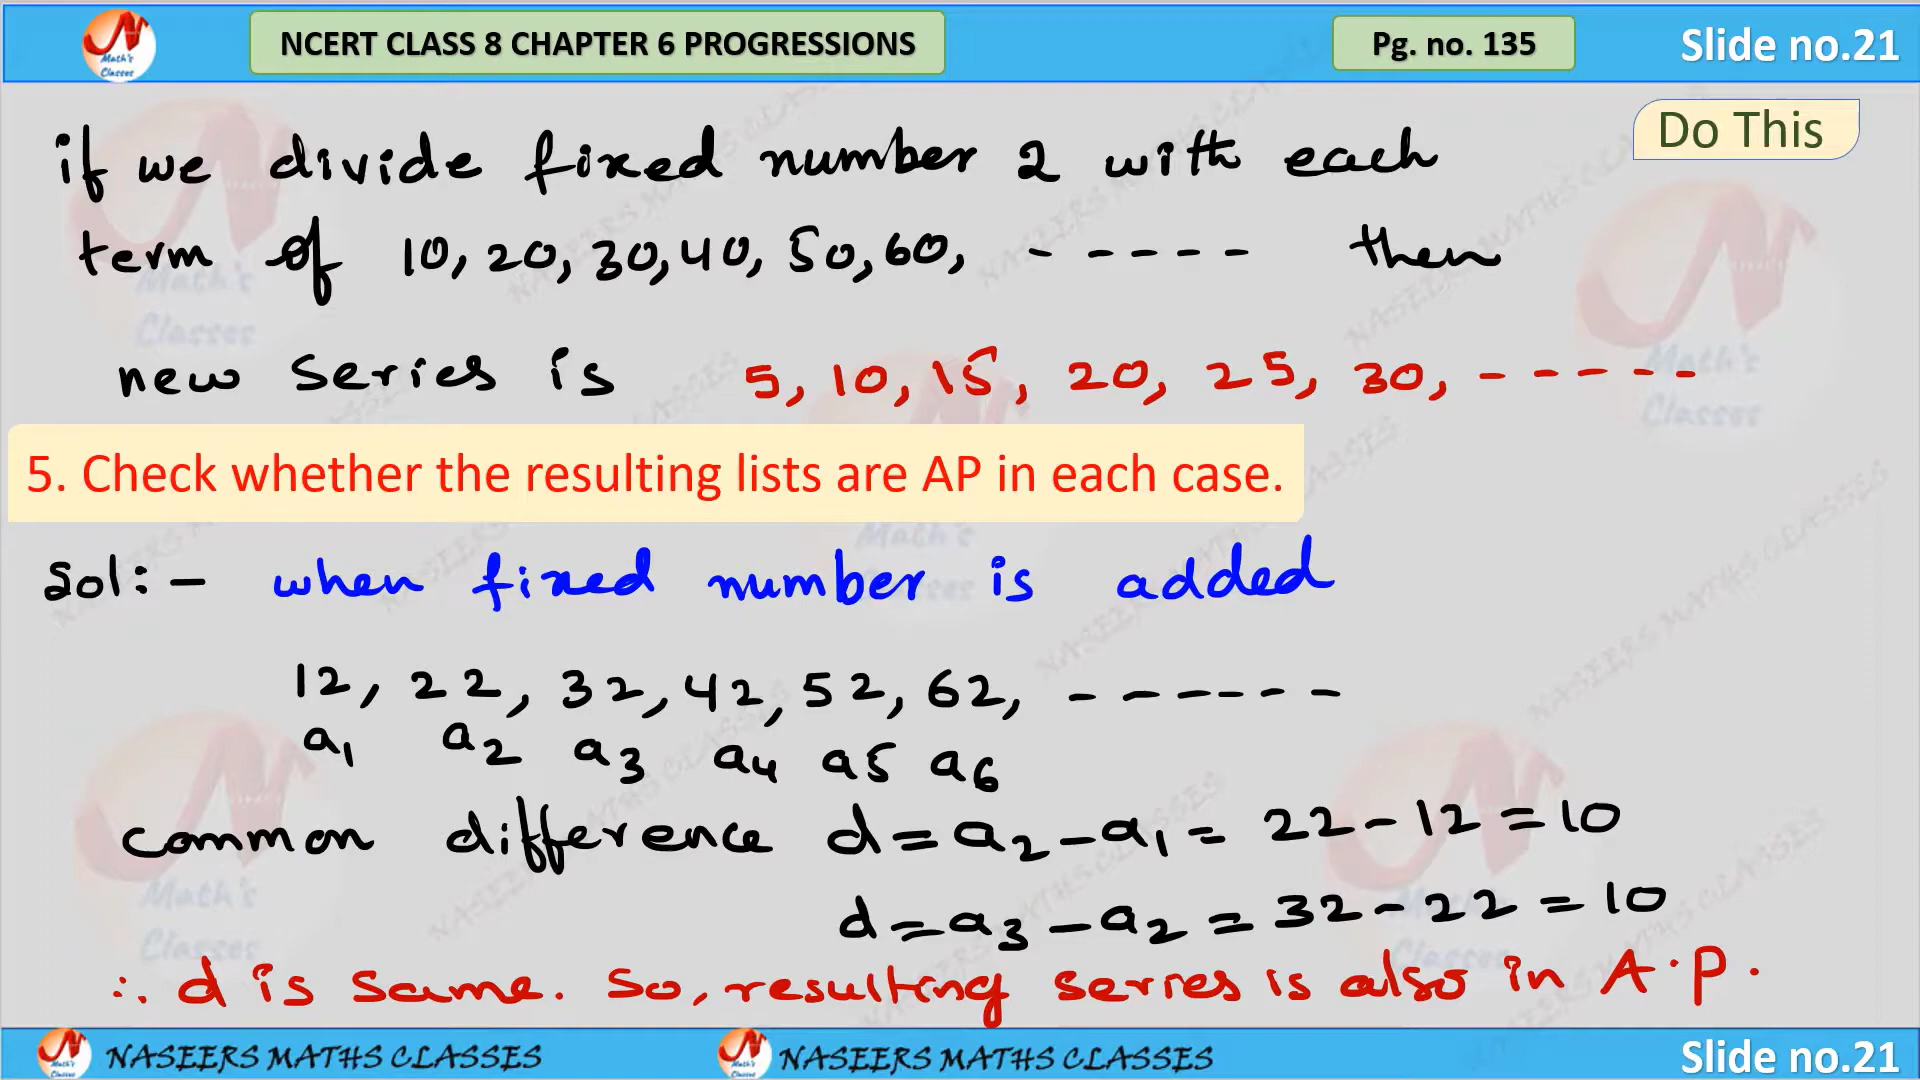 NCERT CLASS 8 CHAPTER 6 PROGRESSIONS
Pg. no. 135
Slide no.21
Do This
if we divide fixed number 2 with each
term of 10, 20, 30, 40, 50, 60, - - - - - then
new series is 5, 10, 15, 20, 25, 30, - - - - -
5. Check whether the resulting lists are AP in each case.
Sol:- when fixed number is added
12, 22, 32, 42, 52, 62, - - - - - -
a₁ a₂ a₃ a₄ a5 a₆
common difference d = a₂ - a₁ = 22 - 12 = 10
d = a₃ - a₂ = 32 - 22 = 10
∴ d is same. So, resulting series is also in A.P.
NASEERS MATHS CLASSES
NASEERS MATHS CLASSES
Slide no.21